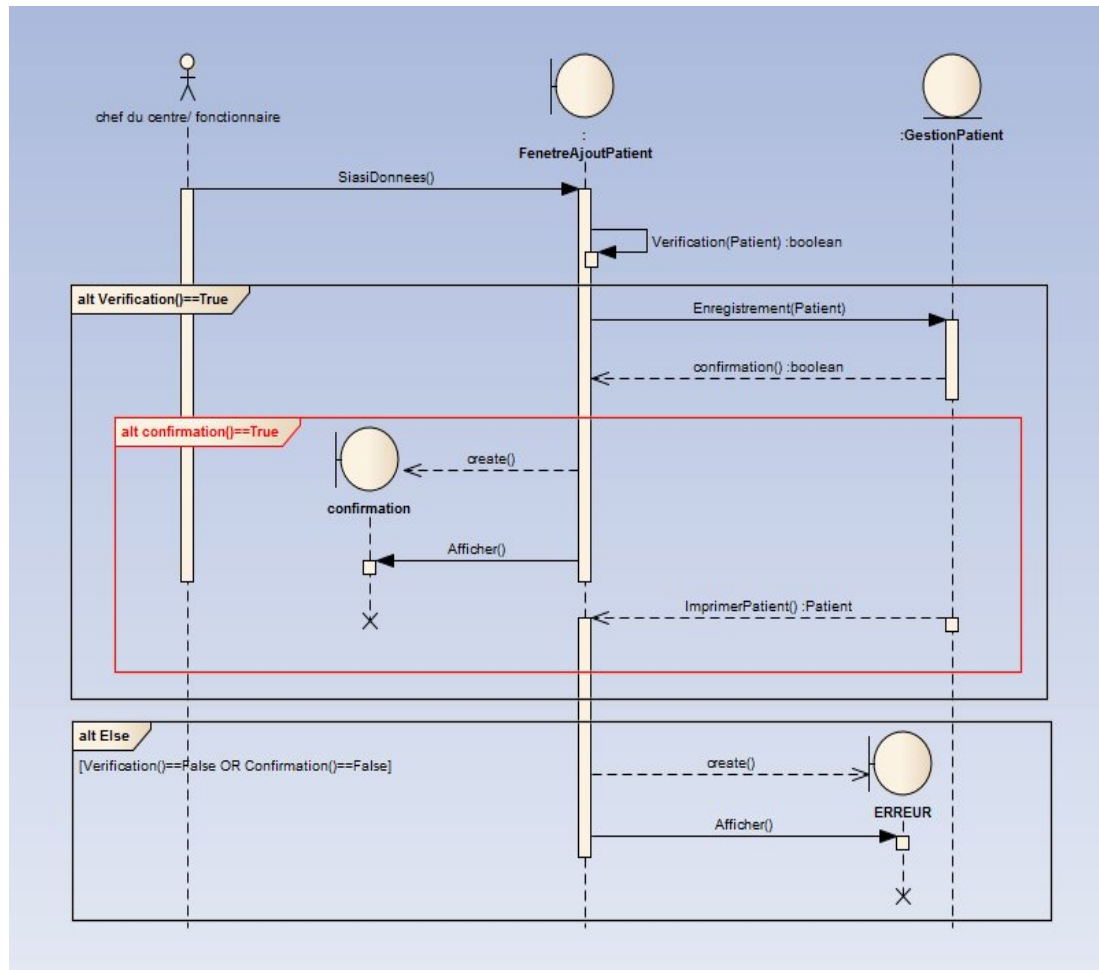 chef du centre/ fonctionnaire
:
FenetreAjoutPatient
:GestionPatient
SiasiDonnees()
Verification(Patient) :boolean
alt Verification()==True
Enregistrement(Patient)
confirmation() :boolean
alt confirmation()==True
create()
confirmation
Afficher()
ImprimerPatient() :Patient
alt Else
[Verification()==False OR Confirmation()==False]
create()
ERREUR
Afficher()